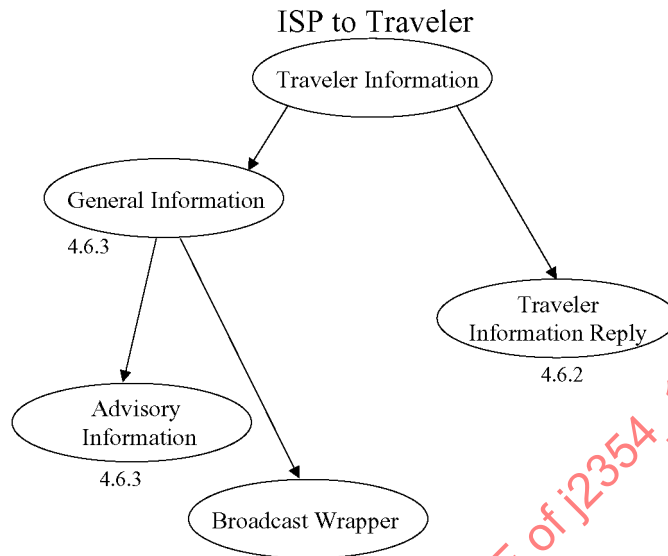 ISP to Traveler
Traveler Information
General Information
4.6.3
Traveler
Information Reply
4.6.2
Advisory
Information
4.6.3
Broadcast Wrapper
of j2354